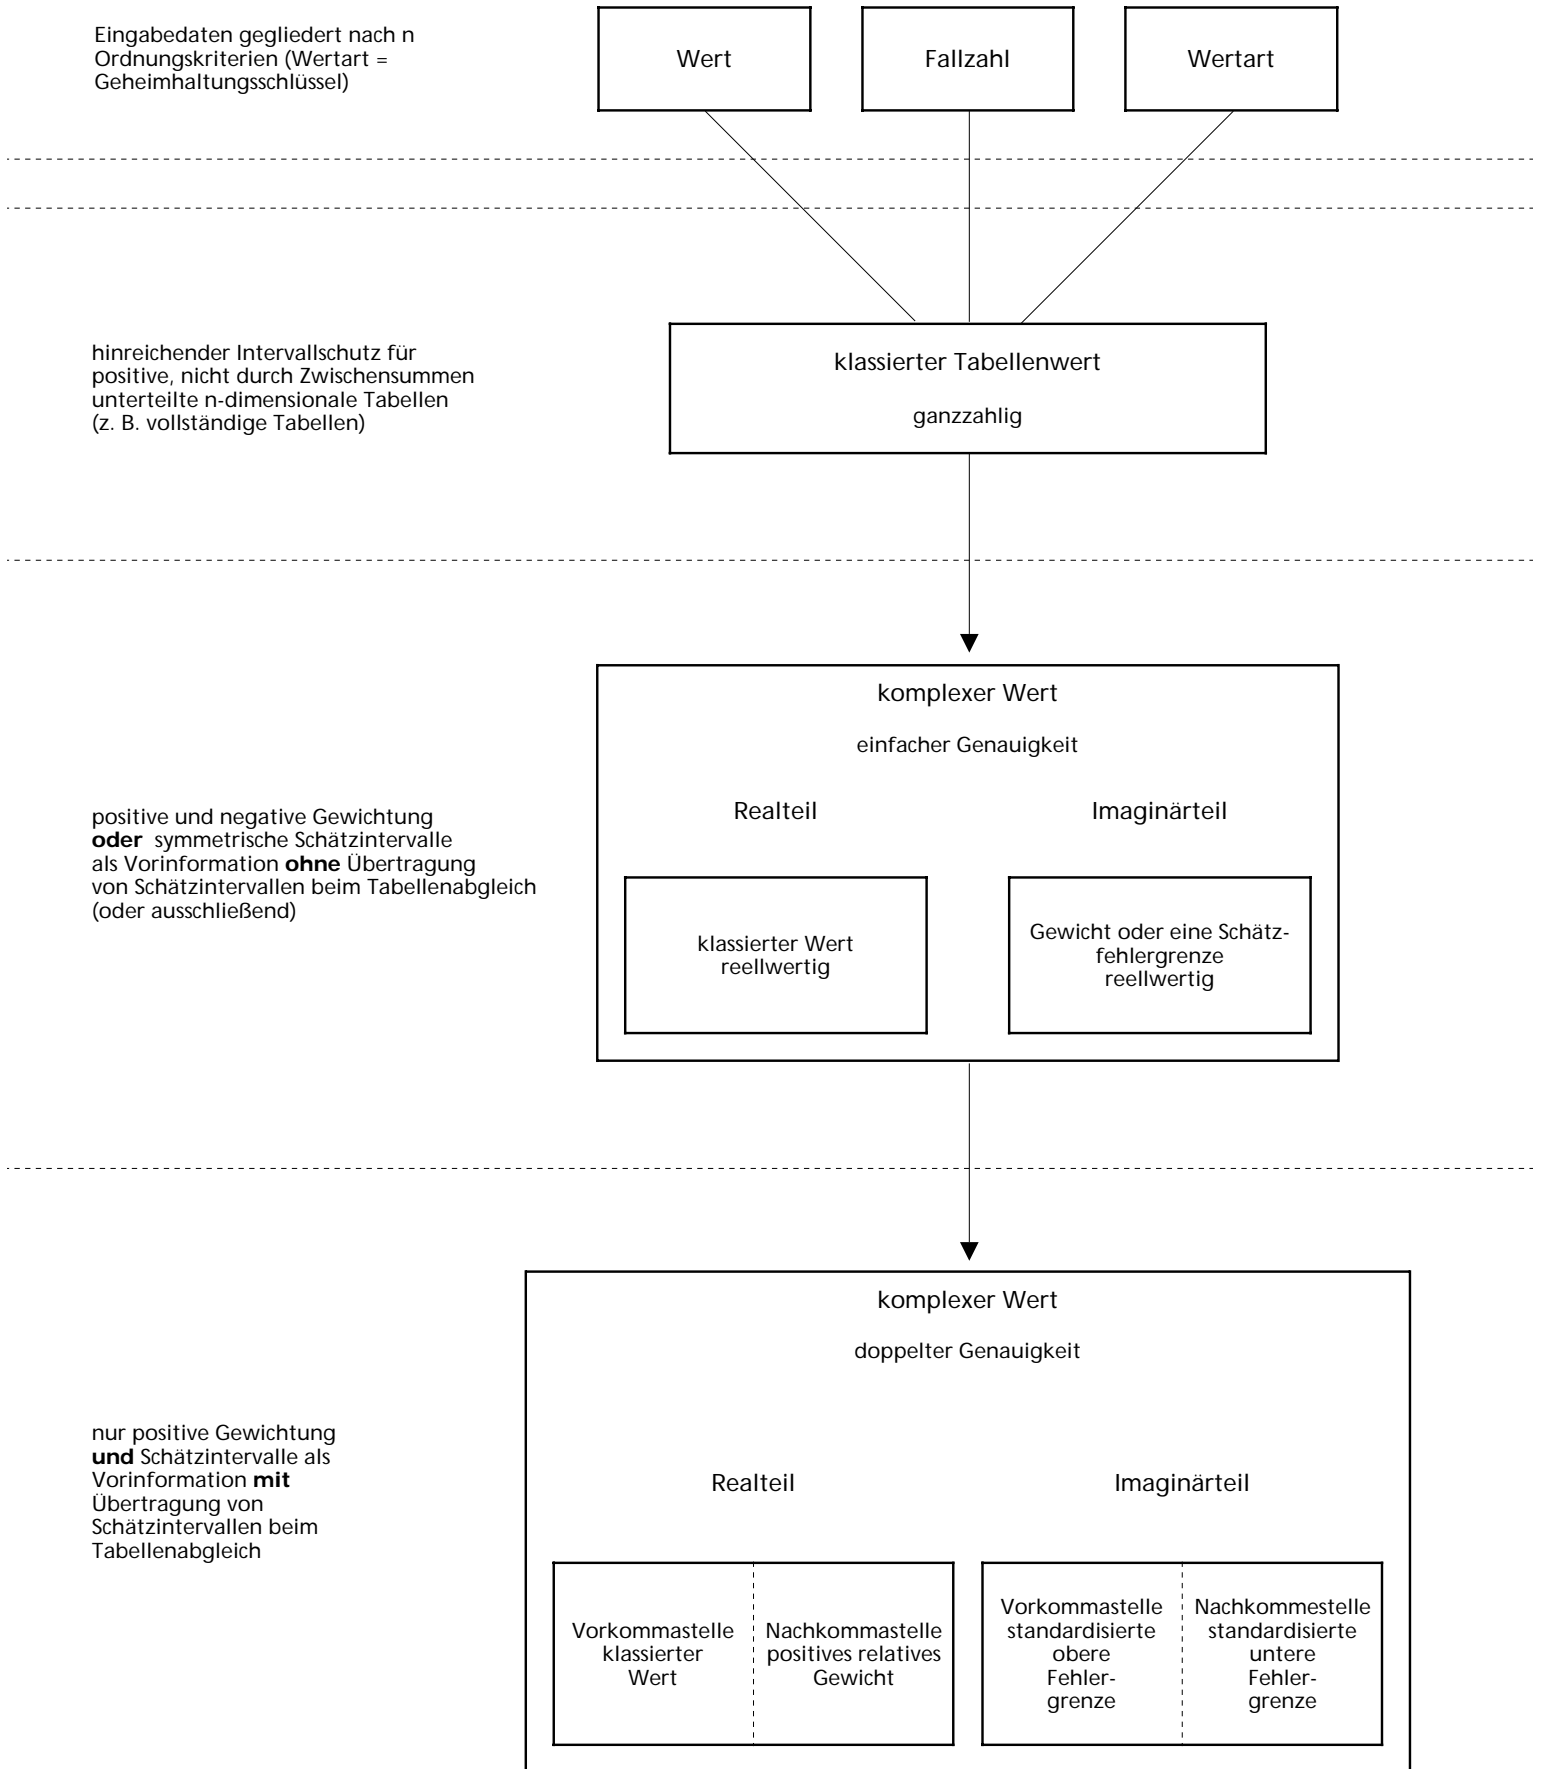 Eingabedaten gegliedert nach n
Ordnungskriterien (Wertart =
Geheimhaltungsschlüssel)
Wert
Fallzahl
Wertart
hinreichender Intervallschutz für
positive, nicht durch Zwischensummen
unterteilte n-dimensionale Tabellen
(z. B. vollständige Tabellen)
klassierter Tabellenwert
ganzzahlig
positive und negative Gewichtung
oder symmetrische Schätzintervalle
als Vorinformation ohne Übertragung
von Schätzintervallen beim Tabellenabgleich
(oder ausschließend)
komplexer Wert
einfacher Genauigkeit
Realteil
Imaginärteil
klassierter Wert
reellwertig
Gewicht oder eine Schätz-
fehlergrenze
reellwertig
nur positive Gewichtung
und Schätzintervalle als
Vorinformation mit
Übertragung von
Schätzintervallen beim
Tabellenabgleich
komplexer Wert
doppelter Genauigkeit
Realteil
Imaginärteil
Vorkommastelle
klassierter
Wert
Nachkommastelle
positives relatives
Gewicht
Vorkommastelle
standardisierte
obere
Fehler-
grenze
Nachkommestelle
standardisierte
untere
Fehler-
grenze